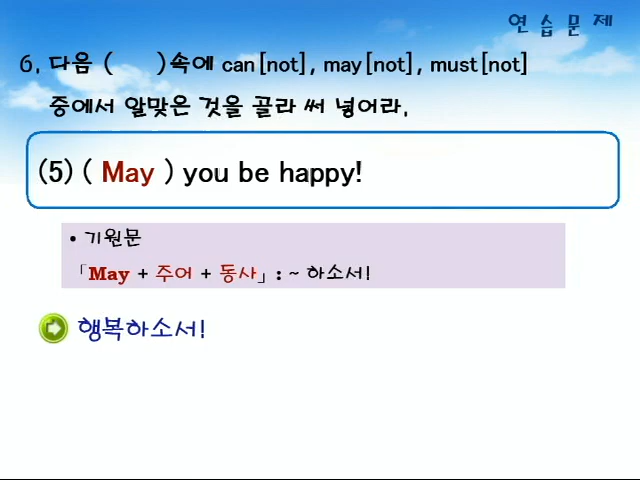 연 습 문 제
6. 다음 (    )속에 can[not], may[not], must[not]
중에서 알맞은 것을 골라 써 넣어라.
(5) ( May ) you be happy!
• 기원문
「May + 주어 + 동사」: ~ 하소서!
행복하소서!